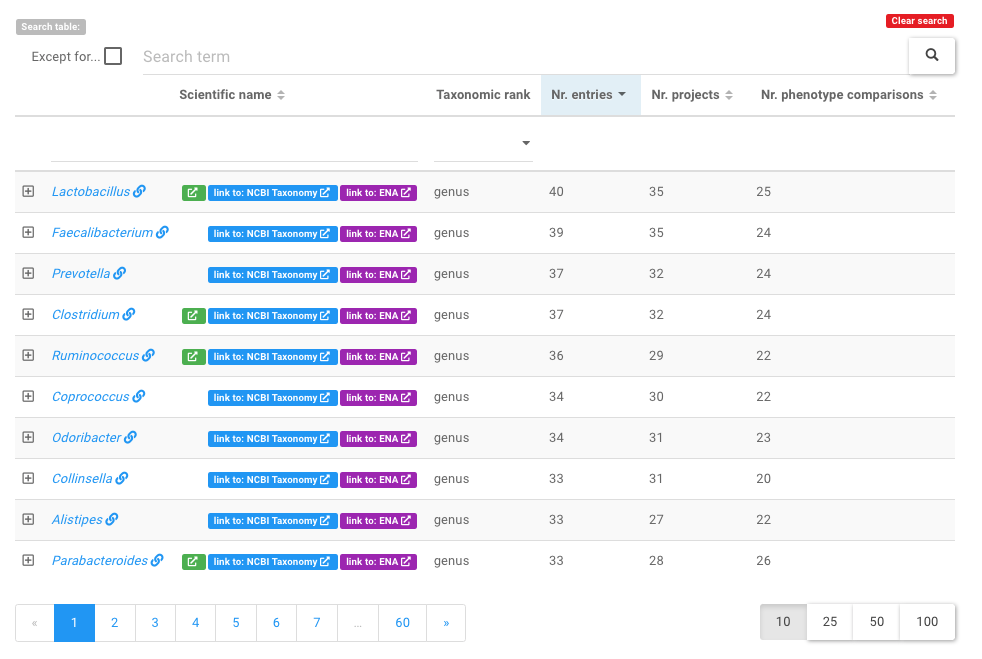 Search table:
Clear search
Except for...
Search term
Scientific name Taxonomic rank Nr. entries Nr. projects Nr. phenotype comparisons
Lactobacillus link to: NCBI Taxonomy link to: ENA genus 40 35 25
Faecalibacterium link to: NCBI Taxonomy link to: ENA genus 39 35 24
Prevotella link to: NCBI Taxonomy link to: ENA genus 37 32 24
Clostridium link to: NCBI Taxonomy link to: ENA genus 37 32 24
Ruminococcus link to: NCBI Taxonomy link to: ENA genus 36 29 22
Coprococcus link to: NCBI Taxonomy link to: ENA genus 34 30 22
Odoribacter link to: NCBI Taxonomy link to: ENA genus 34 31 23
Collinsella link to: NCBI Taxonomy link to: ENA genus 33 31 20
Alistipes link to: NCBI Taxonomy link to: ENA genus 33 27 22
Parabacteroides link to: NCBI Taxonomy link to: ENA genus 33 28 26
« 1 2 3 4 5 6 7 ... 60 » 10 25 50 100